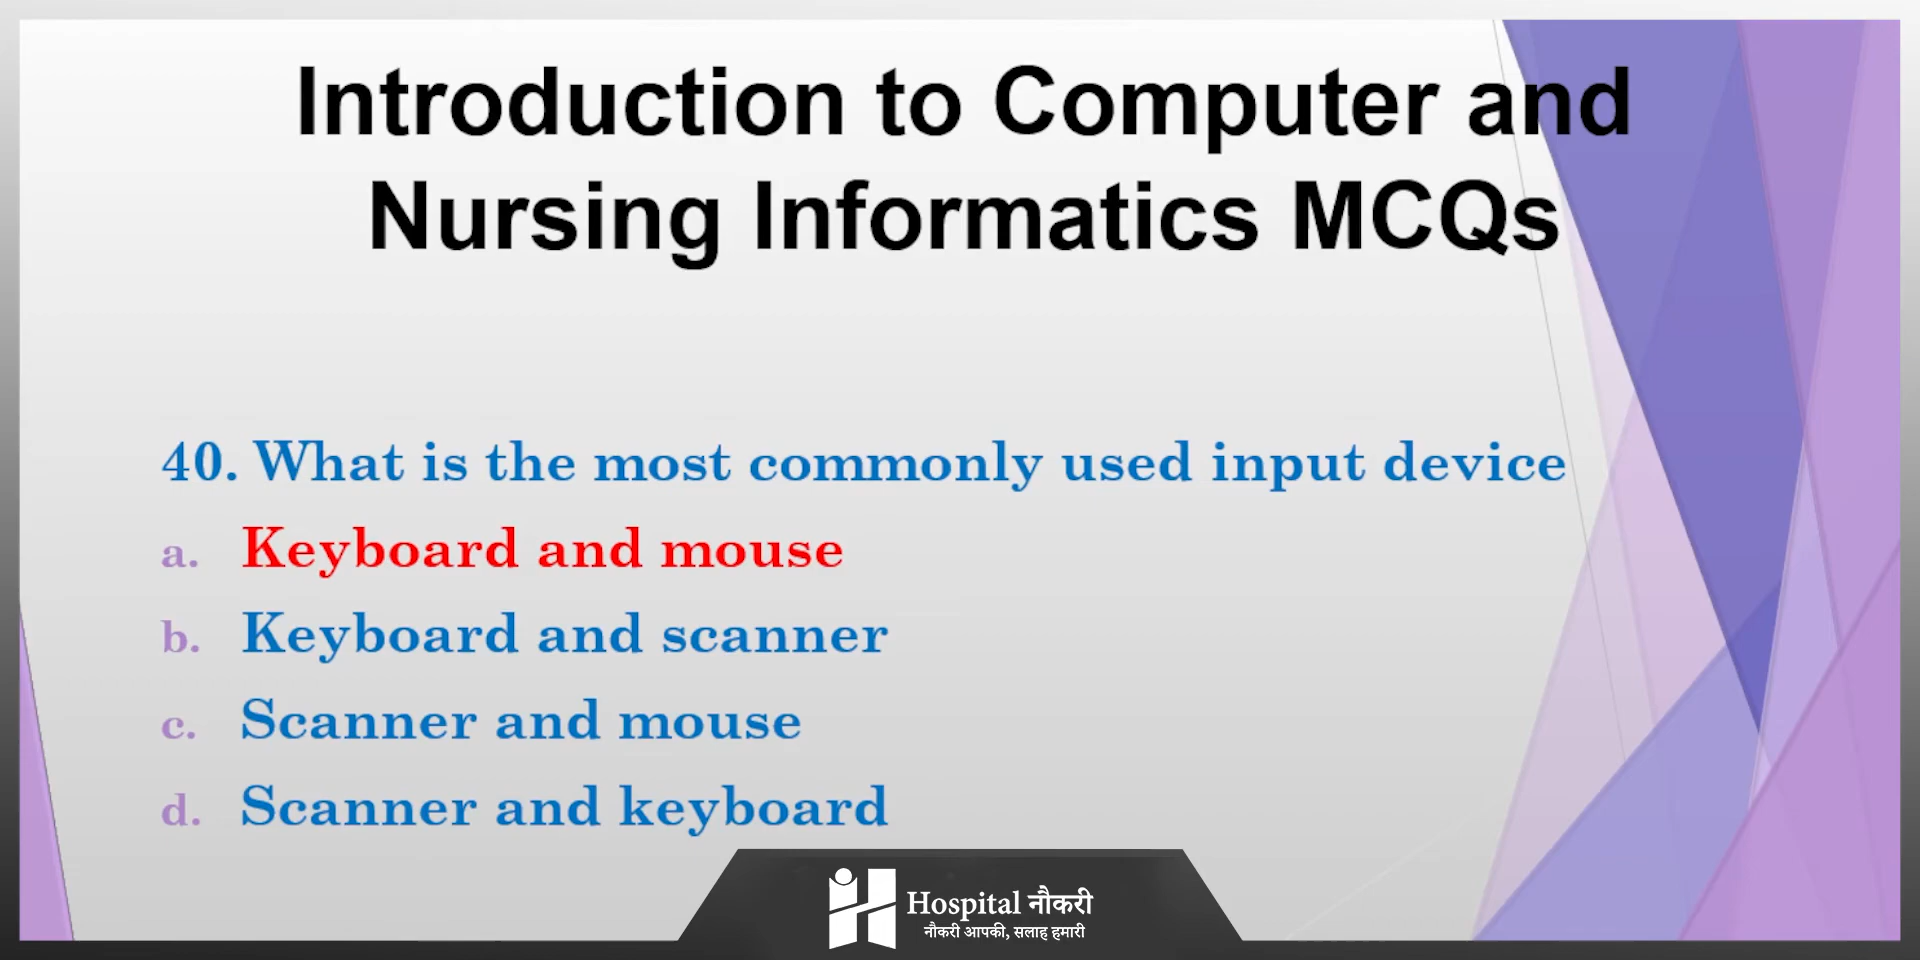 Introduction to Computer and
Nursing Informatics MCQs
40. What is the most commonly used input device
a. Keyboard and mouse
b. Keyboard and scanner
c. Scanner and mouse
d. Scanner and keyboard
Hospital नौकरी
नौकरी आपकी, सलाह हमारी